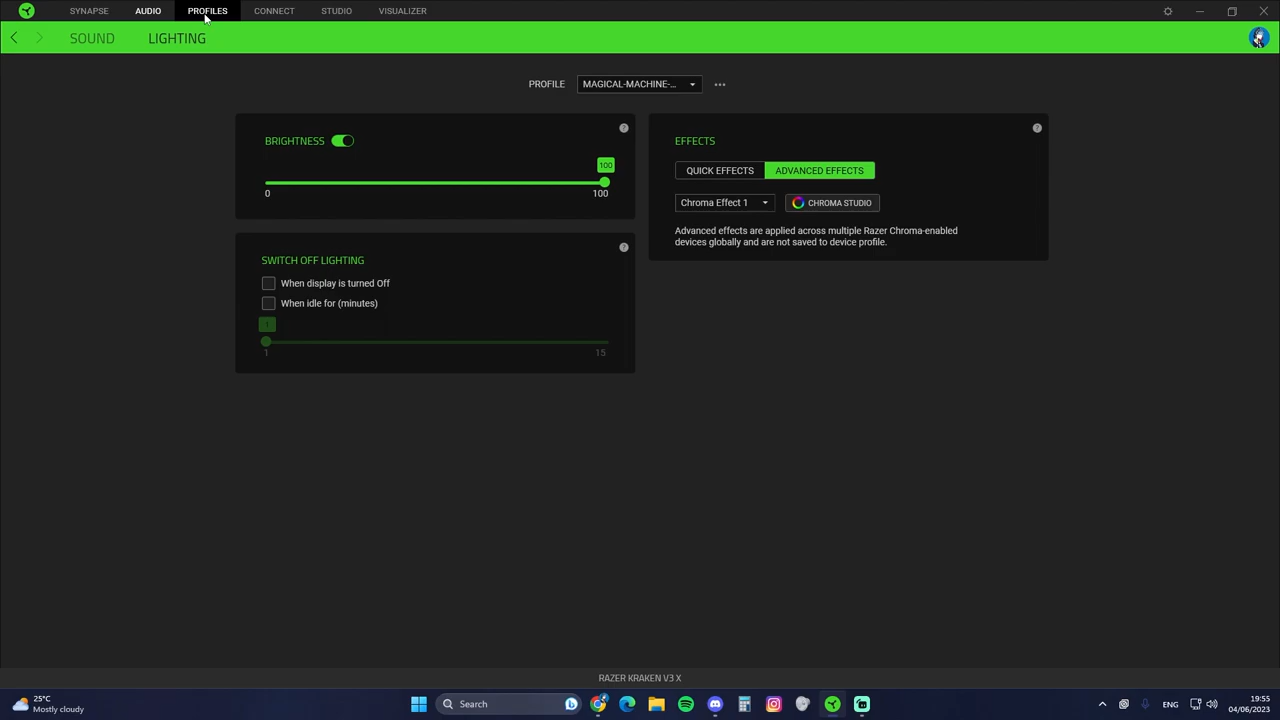 SYNAPSE AUDIO PROFILES CONNECT STUDIO VISUALIZER
SOUND LIGHTING
PROFILE MAGICAL-MACHINE-...
BRIGHTNESS
100
0 100
SWITCH OFF LIGHTING
When display is turned Off
When idle for (minutes)
1
1 15
EFFECTS
QUICK EFFECTS ADVANCED EFFECTS
Chroma Effect 1 CHROMA STUDIO
Advanced effects are applied across multiple Razer Chroma-enabled
devices globally and are not saved to device profile.
RAZER KRAKEN V3 X
25°C
Mostly cloudy
Search
ENG
19:55
04/06/2023